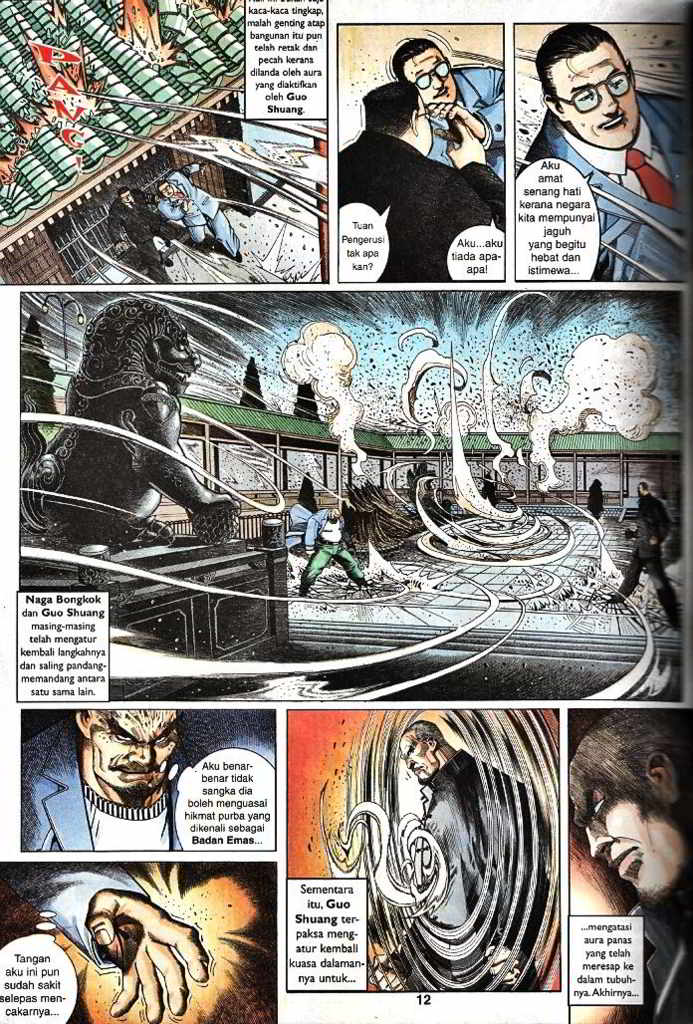 kaca-kaca tingkap,
malah genting atap
bangunan itu pun
telah retak dan
pecah kerana
dilanda oleh aura
yang diaktifkan
oleh Guo
Shuang.
PANG!
Tuan
Pengerusi
tak apa
kan?
Aku...aku
tiada apa-
apa!
Aku
amat
senang hati
kerana negara
kita mempunyai
jaguh
yang begitu
hebat dan
istimewa...
Naga Bongkok
dan Guo Shuang
masing-masing
telah mengatur
kembali langkahnya
dan saling pandang-
memandang antara
satu sama lain.
Aku benar-
benar tidak
sangka dia
boleh menguasai
hikmat purba yang
dikenali sebagai
Badan Emas...
Tangan
aku ini pun
sudah sakit
selepas men-
cakarnya...
Sementara
itu, Guo
Shuang ter-
paksa meng-
atur kembali
kuasa dalaman-
nya untuk...
...mengatasi
aura panas
yang telah
meresap ke
dalam tubuh-
nya. Akhirnya...
12